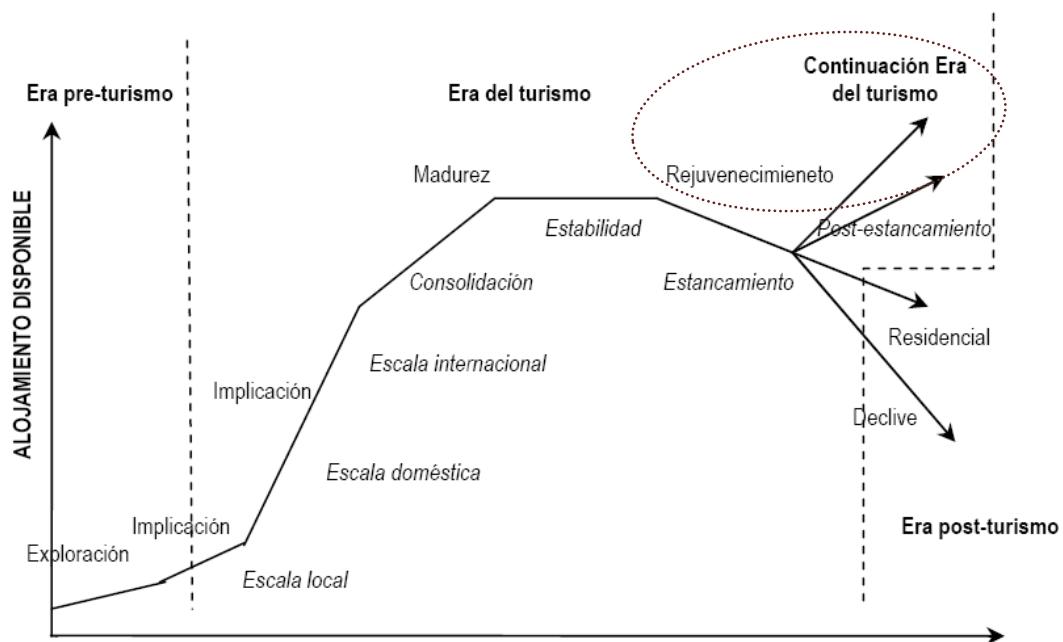 Continuación Era
del turismo
Era pre-turismo
Era del turismo
Madurez
Rejuvenecimieneto
Estabilidad
Post-estancamiento
Consolidación
Estancamiento
ALOJAMIENTO DISPONIBLE
Residencial
Escala internacional
Implicación
Declive
Escala doméstica
Implicación
Era post-turismo
Exploración
Escala local